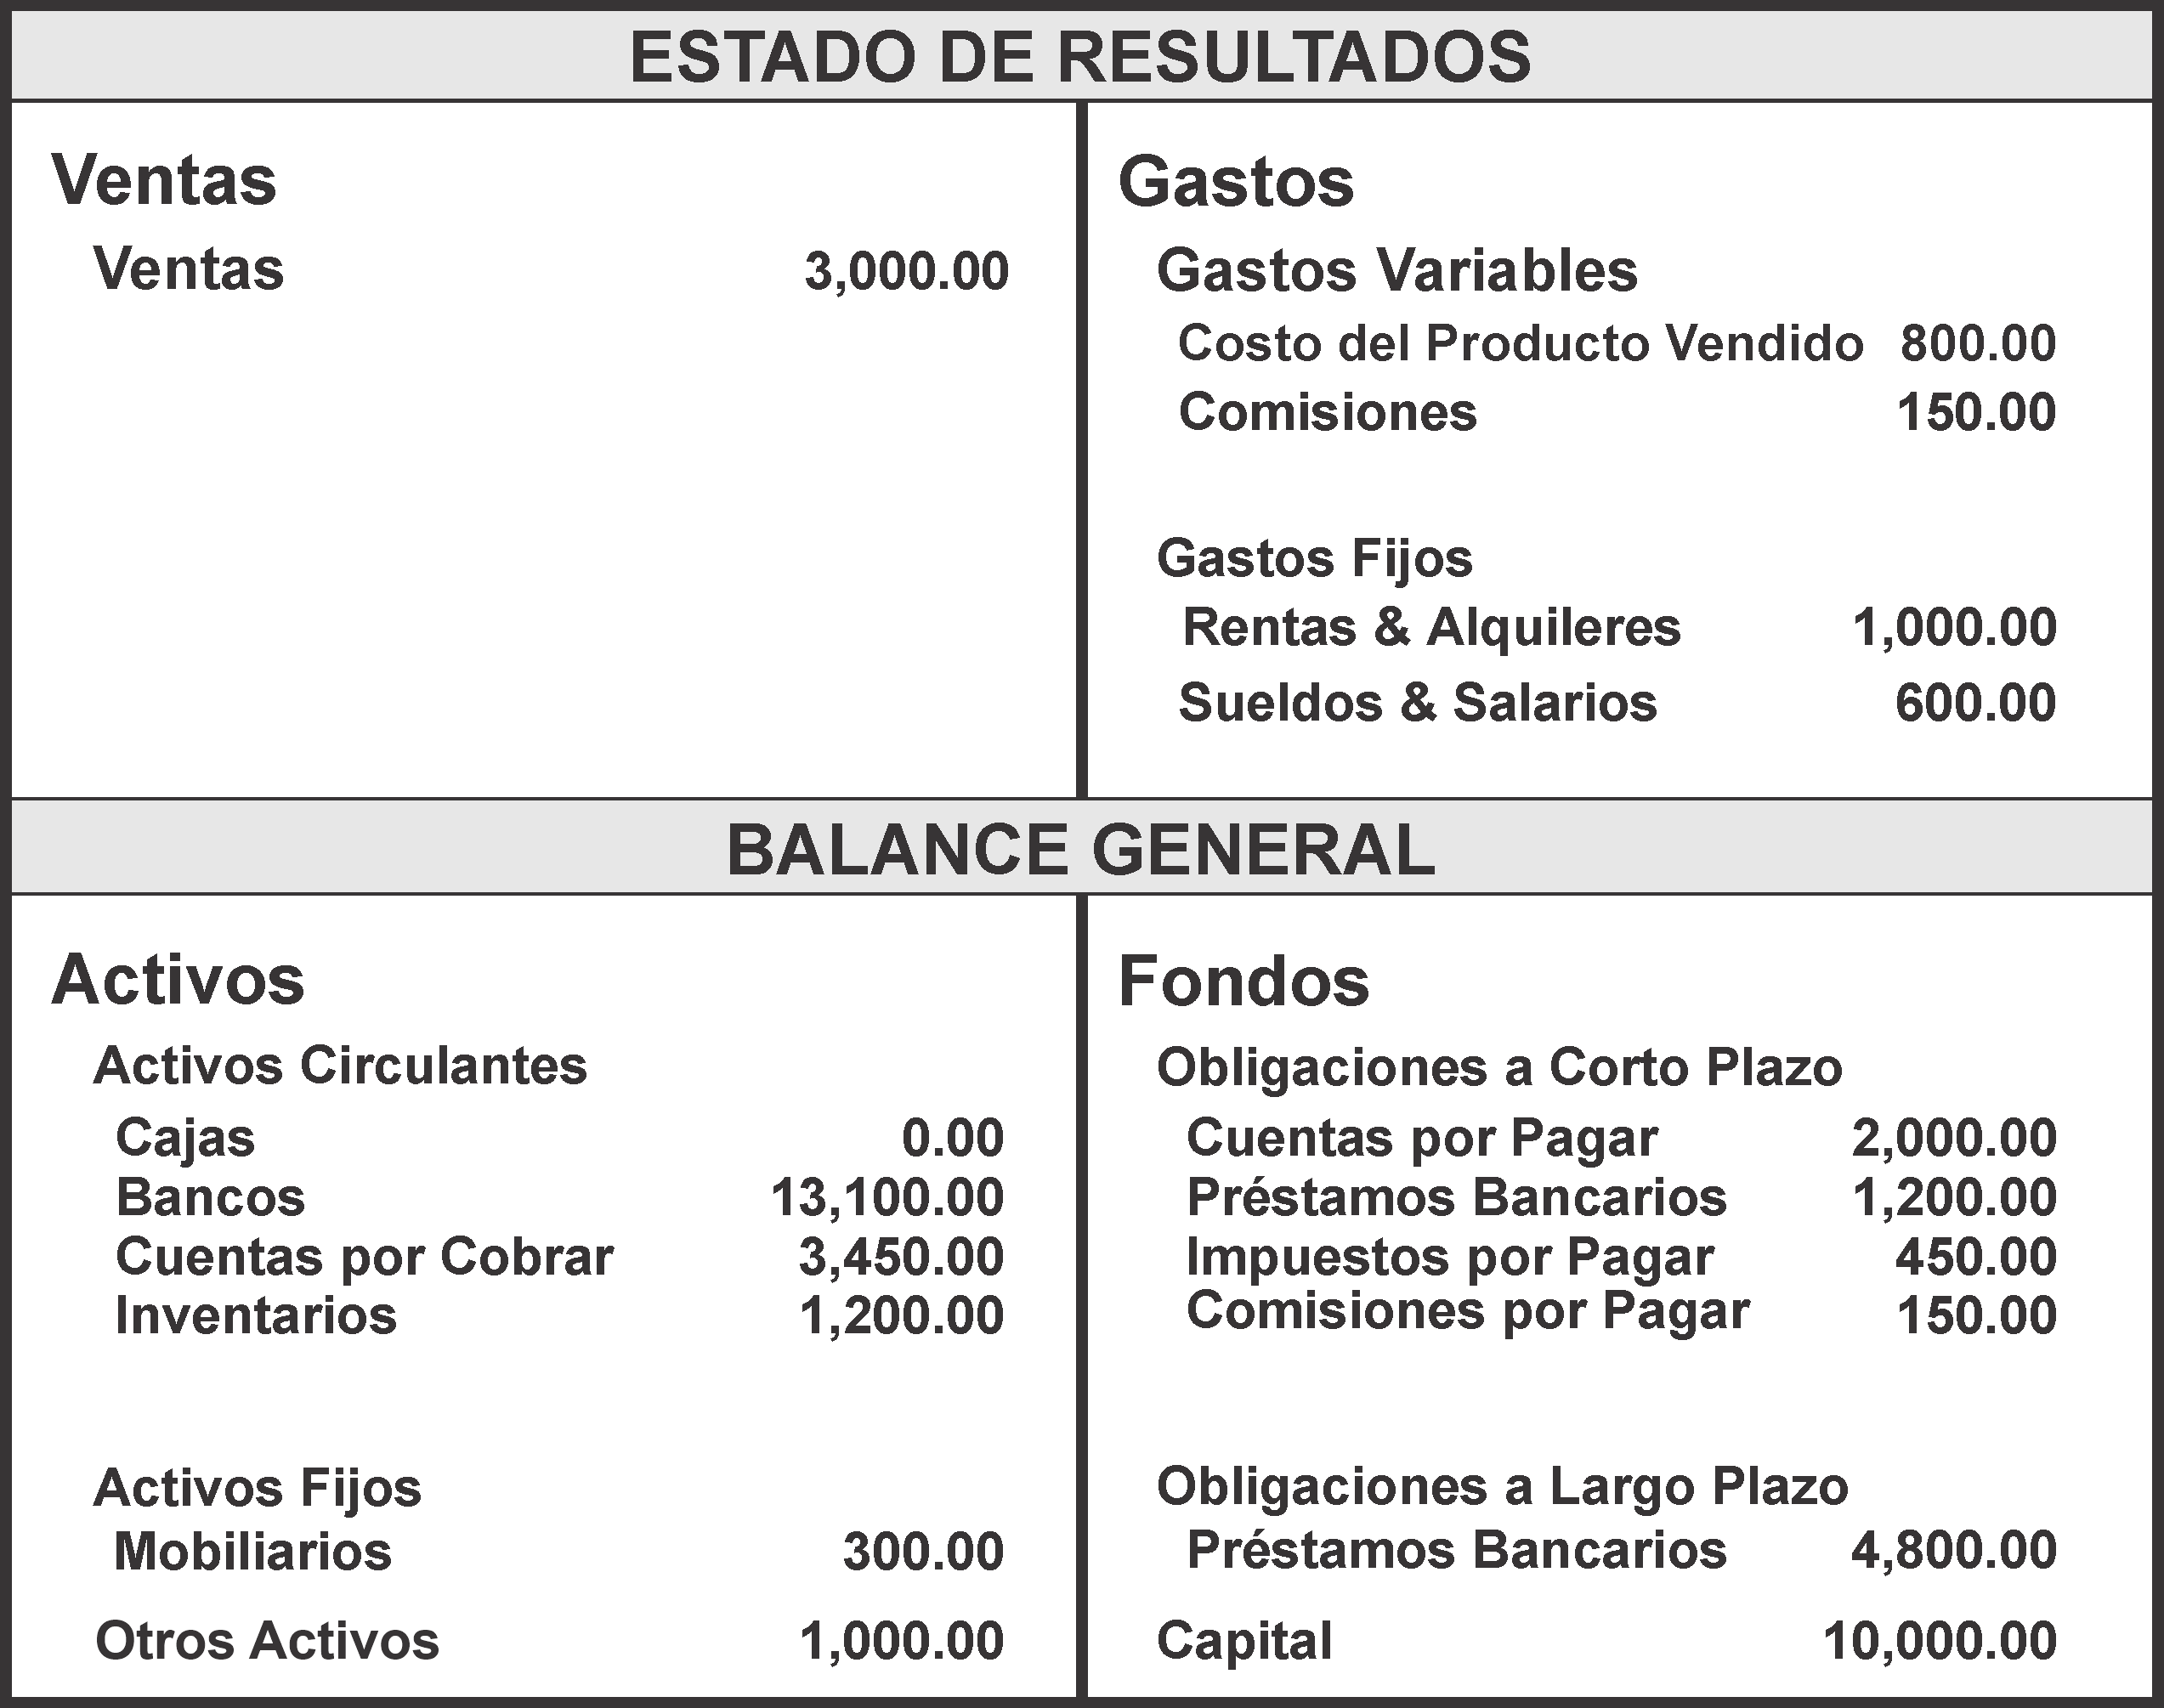 ESTADO DE RESULTADOS
Ventas
Ventas 3,000.00
Gastos
Gastos Variables
Costo del Producto Vendido 800.00
Comisiones 150.00
Gastos Fijos
Rentas & Alquileres 1,000.00
Sueldos & Salarios 600.00
BALANCE GENERAL
Activos
Activos Circulantes
Cajas 0.00
Bancos 13,100.00
Cuentas por Cobrar 3,450.00
Inventarios 1,200.00
Activos Fijos
Mobiliarios 300.00
Otros Activos 1,000.00
Fondos
Obligaciones a Corto Plazo
Cuentas por Pagar 2,000.00
Préstamos Bancarios 1,200.00
Impuestos por Pagar 450.00
Comisiones por Pagar 150.00
Obligaciones a Largo Plazo
Préstamos Bancarios 4,800.00
Capital 10,000.00